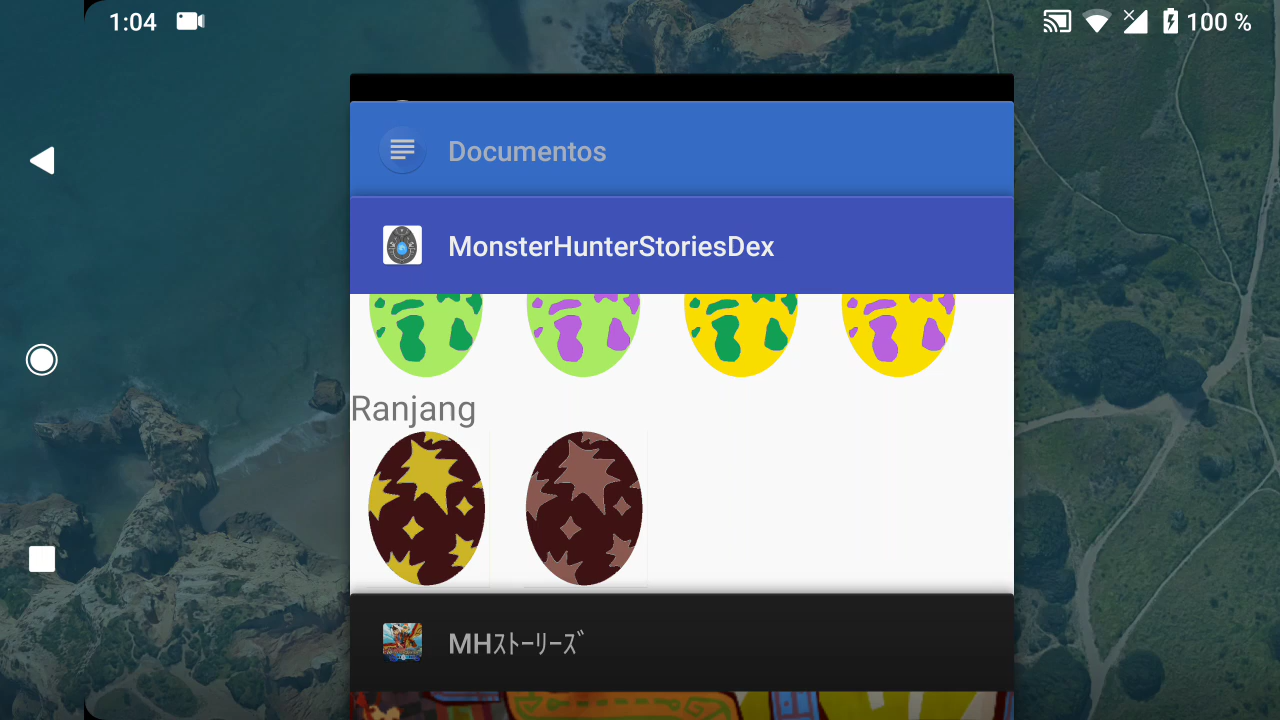 1:04
100 %
Documentos
MonsterHunterStoriesDex
Ranjang
MHｽﾄｰﾘｰｽﾞ